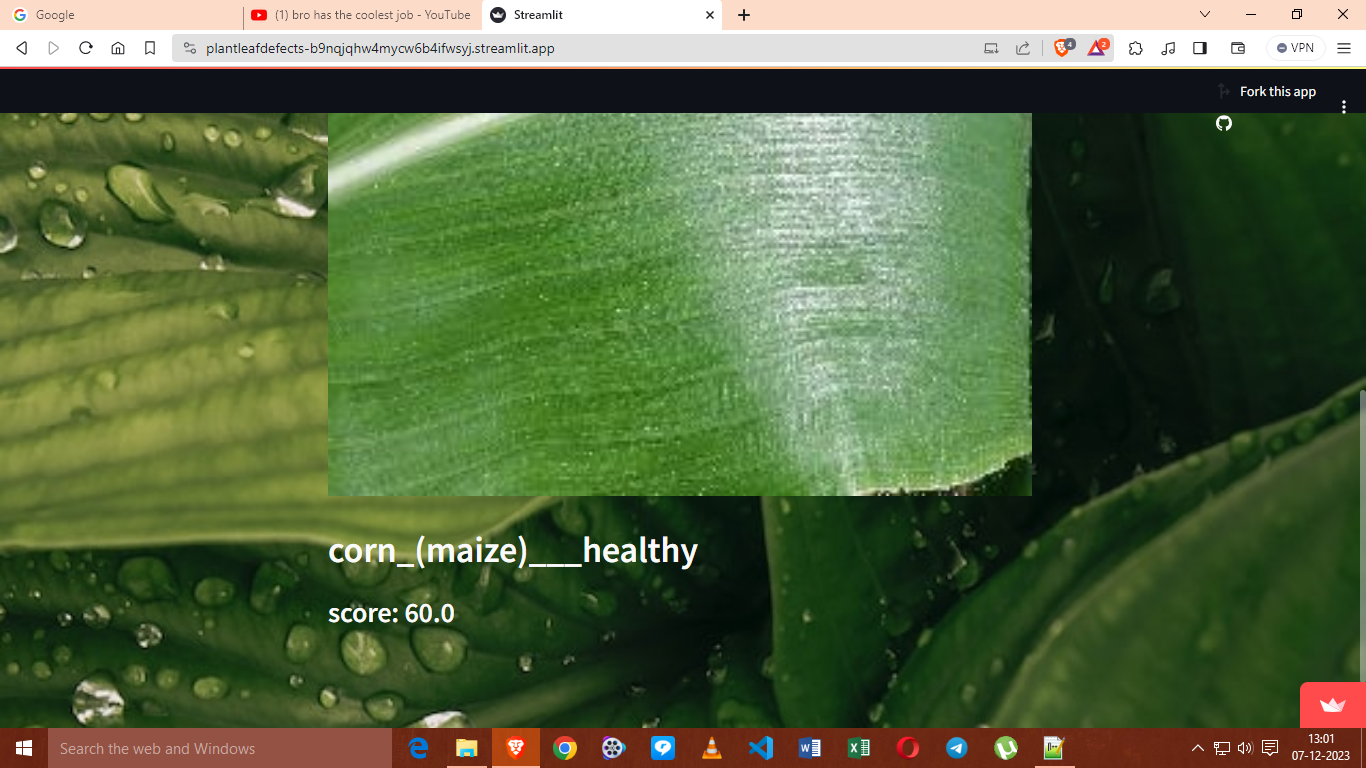 Google
(1) bro has the coolest job - YouTube
Streamlit
plantleafdefects-b9nqjqhw4mycw6b4ifwsyj.streamlit.app
4
2
VPN
Fork this app
corn_(maize)___healthy
score: 60.0
Search the web and Windows
13:01
07-12-2023